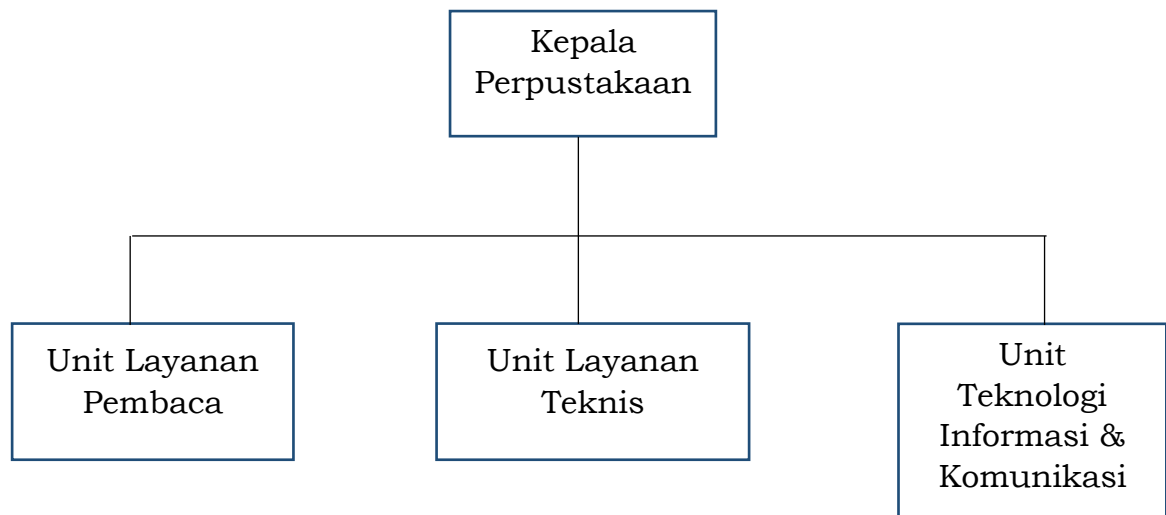 Kepala
Perpustakaan
Unit Layanan
Pembaca
Unit Layanan
Teknis
Unit
Teknologi
Informasi &
Komunikasi